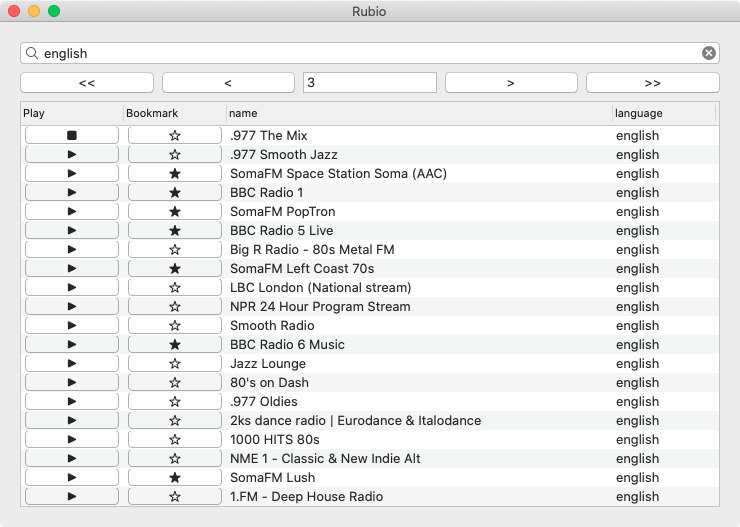 Rubio
english
<< < 3 > >>
Play Bookmark name language
■ ☆ .977 The Mix english
▶ ☆ .977 Smooth Jazz english
▶ ★ SomaFM Space Station Soma (AAC) english
▶ ★ BBC Radio 1 english
▶ ★ SomaFM PopTron english
▶ ★ BBC Radio 5 Live english
▶ ☆ Big R Radio - 80s Metal FM english
▶ ★ SomaFM Left Coast 70s english
▶ ☆ LBC London (National stream) english
▶ ☆ NPR 24 Hour Program Stream english
▶ ☆ Smooth Radio english
▶ ★ BBC Radio 6 Music english
▶ ☆ Jazz Lounge english
▶ ☆ 80's on Dash english
▶ ☆ .977 Oldies english
▶ ☆ 2ks dance radio | Eurodance & Italodance english
▶ ☆ 1000 HITS 80s english
▶ ☆ NME 1 - Classic & New Indie Alt english
▶ ★ SomaFM Lush english
▶ ☆ 1.FM - Deep House Radio english